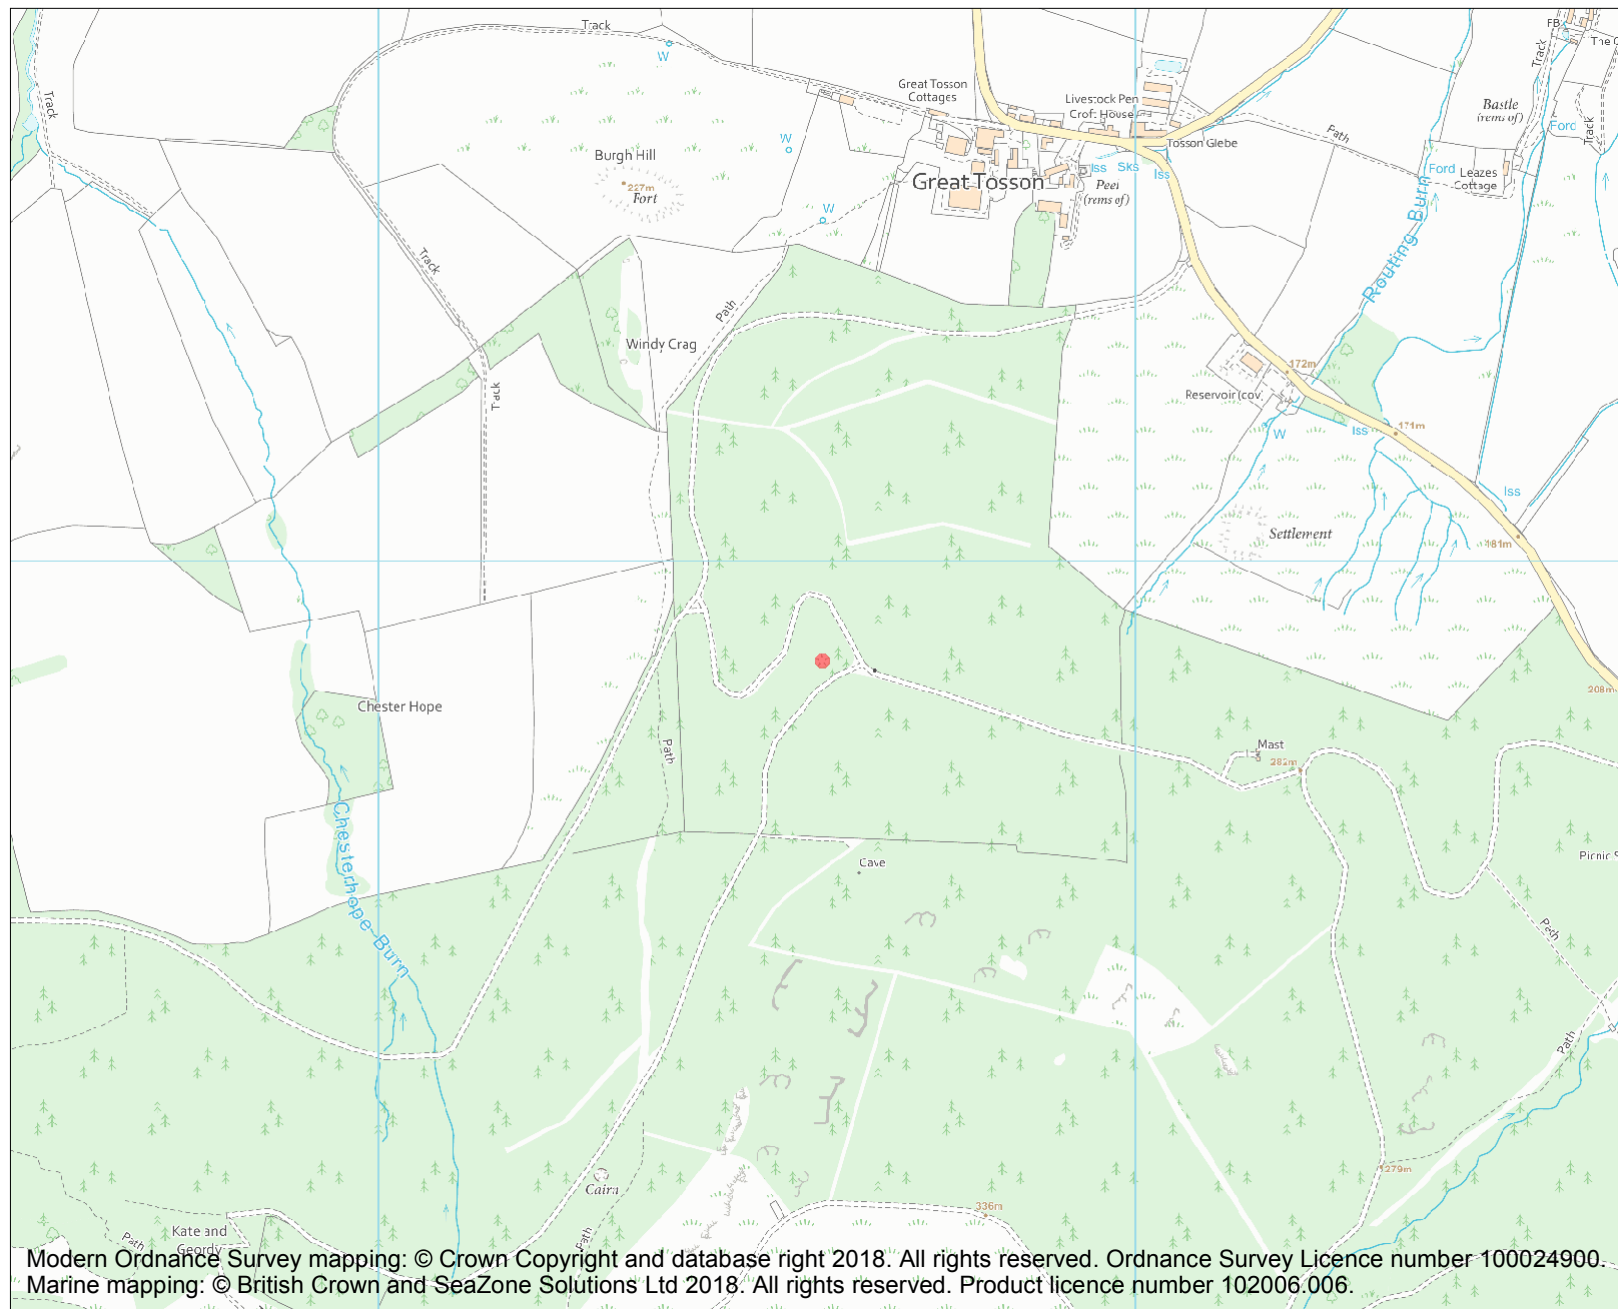 Track
FB
The
Track
W
Great Tosson
Cottages
Livestock Pen
Croft House
Bastle
(rems of)
Ford
Track
Track
W
Path
Tosson Glebe
Burgh Hill
227m
Fort
Iss
Sks
Iss
Ford
Leazes
Cottage
Great Tosson
Peel
(rems of)
W
Routing Burn
Track
Path
Windy Crag
172m
Track
Reservoir (cov
W
Iss
171m
Iss
Settlement
181m
208m
Chester Hope
Path
Mast
282m
Cave
Picnic S
Chesterhope Burn
Path
Path
279m
Cairn
336m
Kate and
Geordy
Path
Path
Modern Ordnance Survey mapping: © Crown Copyright and database right 2018. All rights reserved. Ordnance Survey Licence number 100024900.
Marine mapping: © British Crown and SeaZone Solutions Ltd 2018. All rights reserved. Product licence number 102006.006.